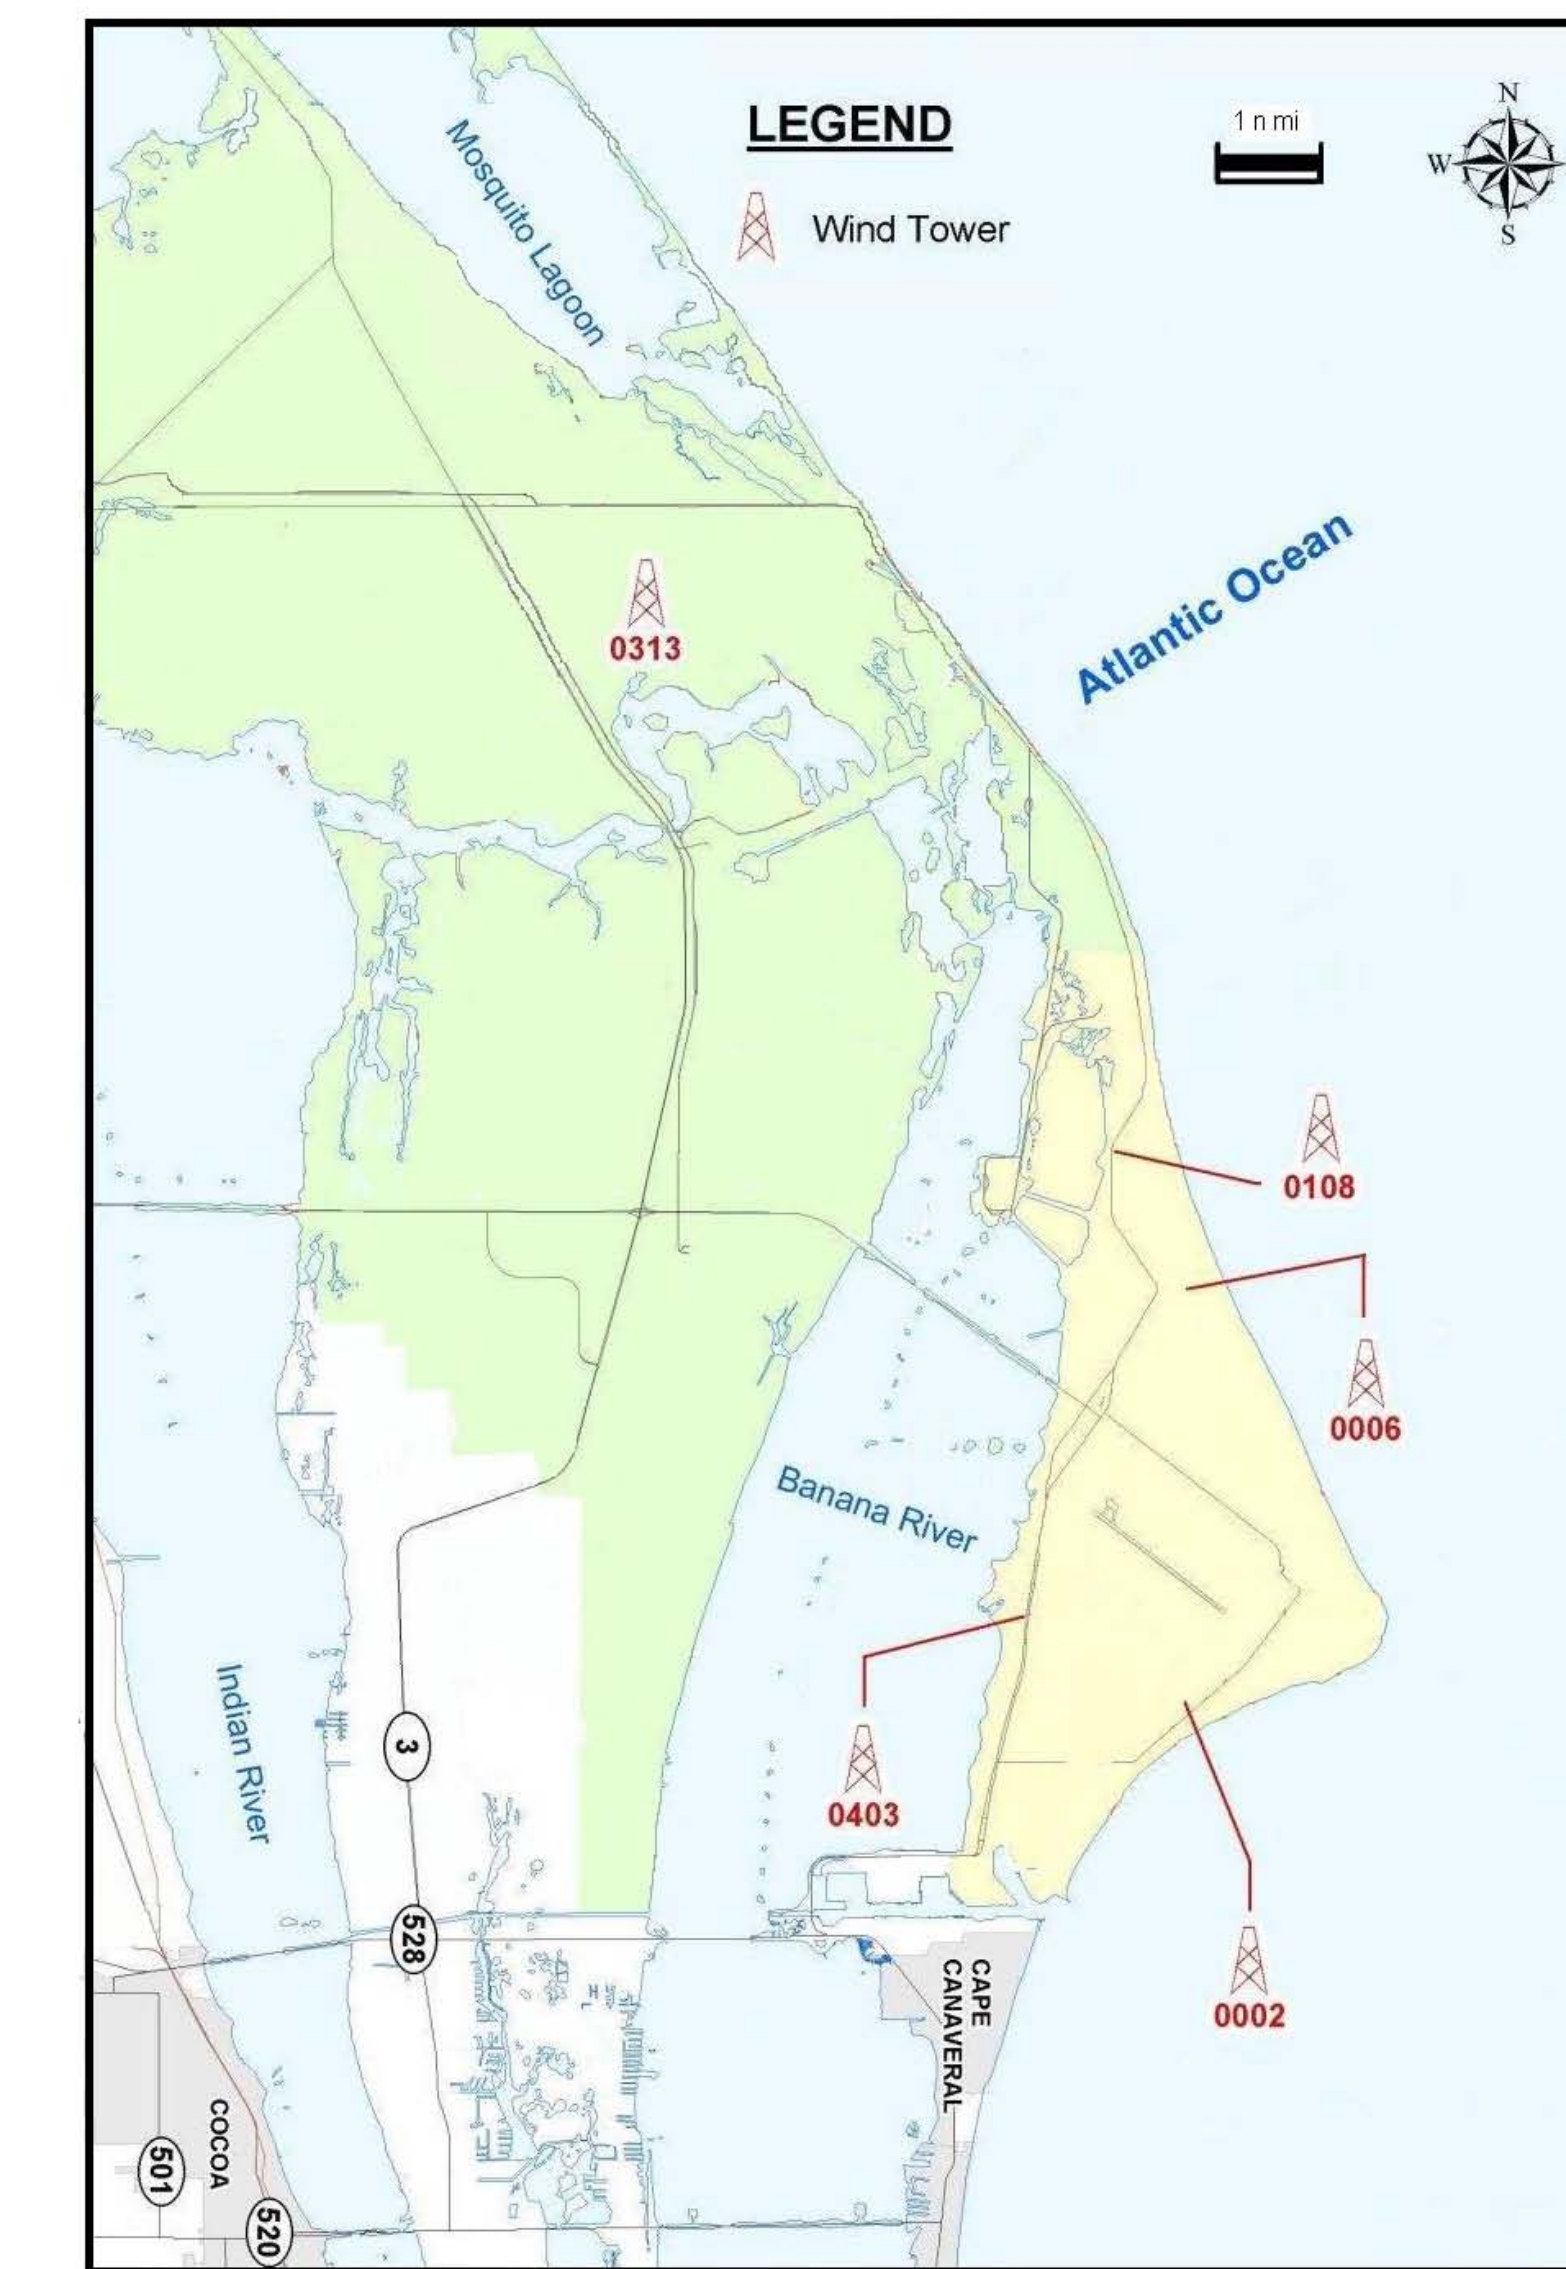 LEGEND
1 n mi
N
W
S
Wind Tower
Mosquito Lagoon
Atlantic Ocean
0313
0108
0006
Banana River
Indian River
3
0403
528
0002
CAPE
CANAVERAL
COCOA
501
520